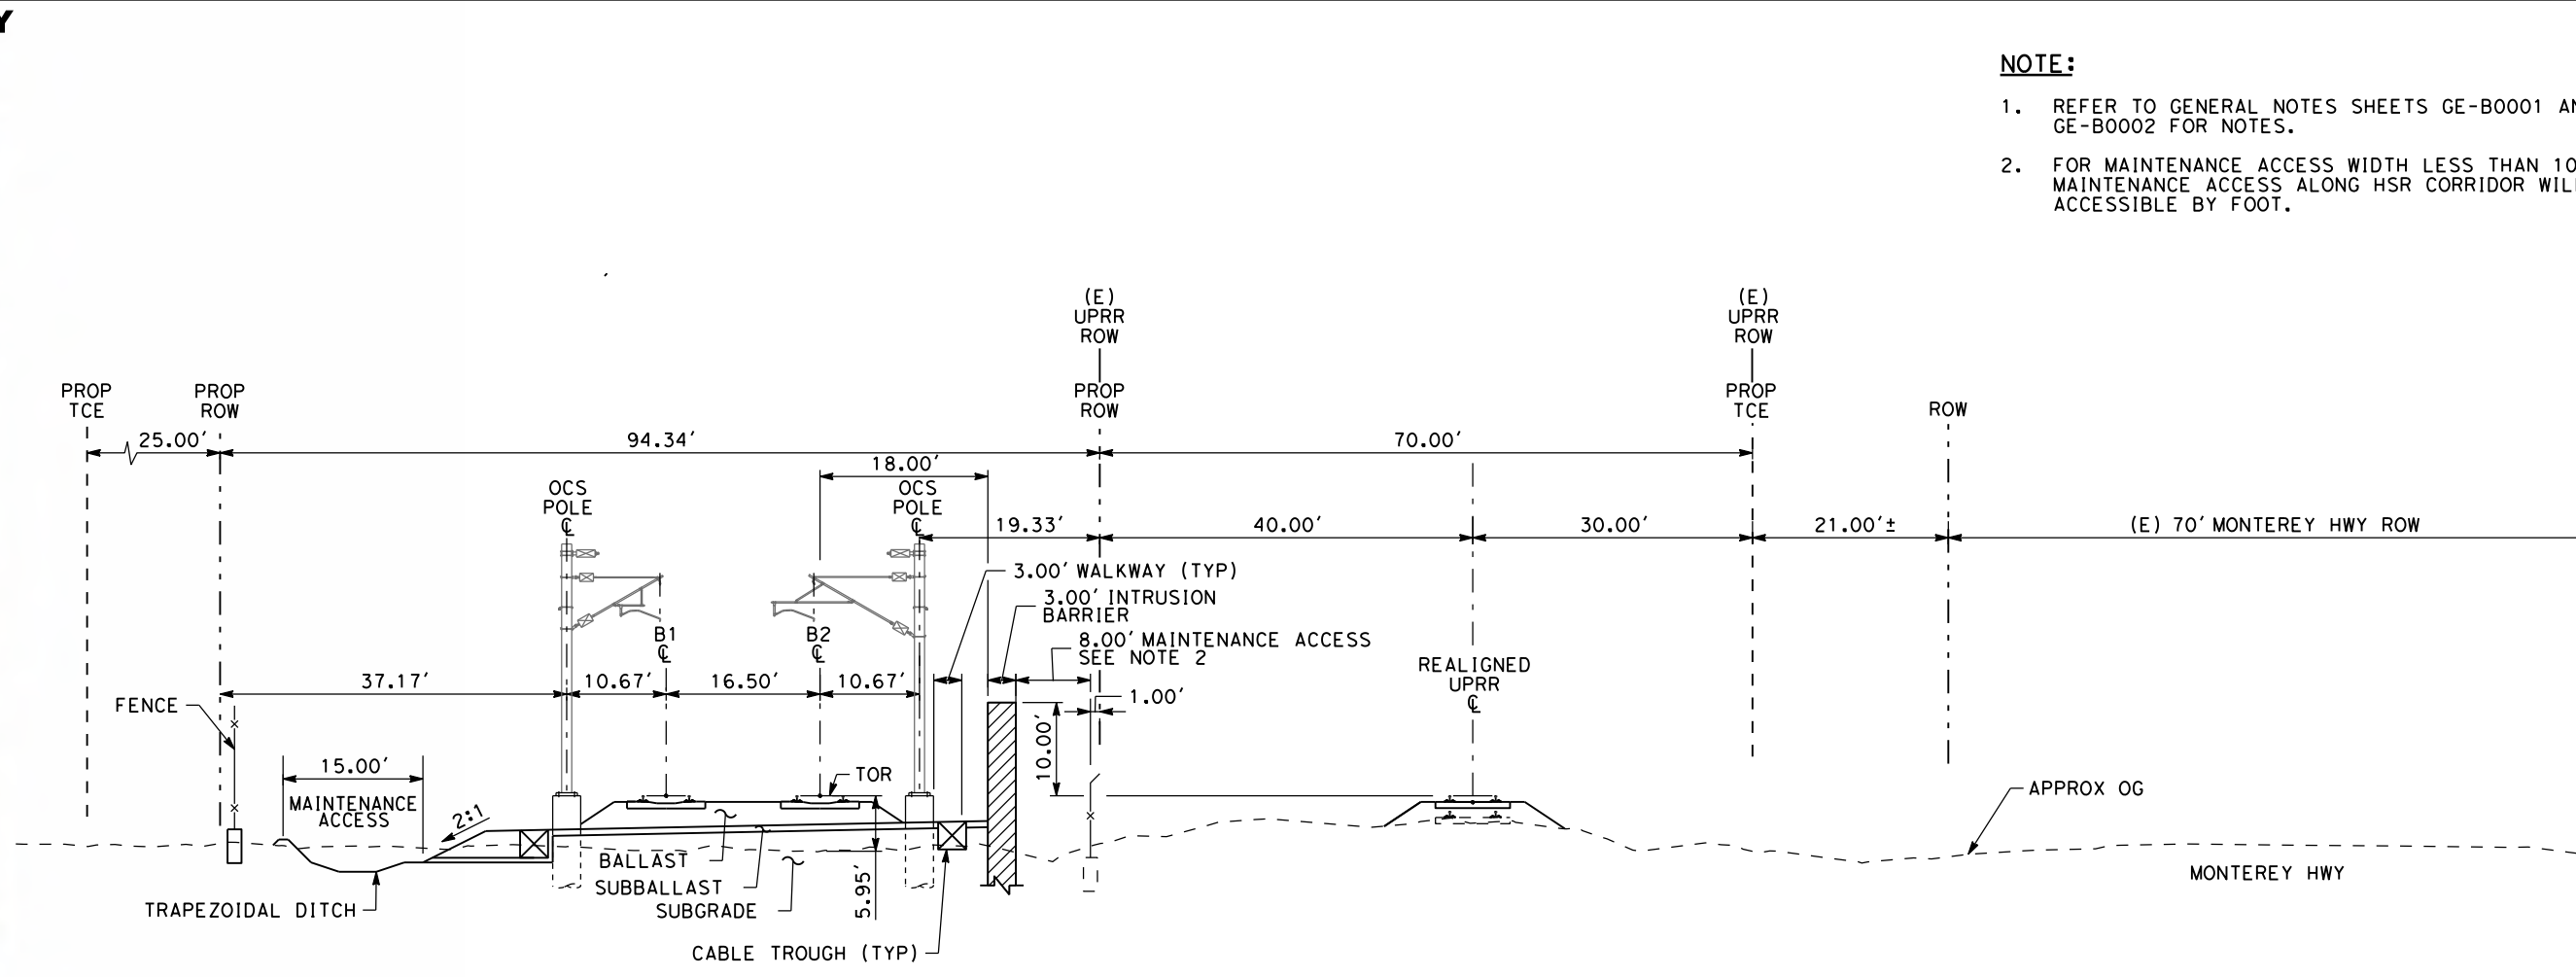 Y
NOTE:
1. REFER TO GENERAL NOTES SHEETS GE-B0001 AN
GE-B0002 FOR NOTES.
2. FOR MAINTENANCE ACCESS WIDTH LESS THAN 10
MAINTENANCE ACCESS ALONG HSR CORRIDOR WIL
ACCESSIBLE BY FOOT.
(E)
UPRR
ROW
(E)
UPRR
ROW
PROP
TCE
PROP
ROW
PROP
ROW
PROP
TCE
ROW
25.00'
94.34'
70.00'
18.00'
OCS
POLE
℄
OCS
POLE
℄
19.33'
40.00'
30.00'
21.00'±
(E) 70' MONTEREY HWY ROW
3.00' WALKWAY (TYP)
3.00' INTRUSION
BARRIER
8.00' MAINTENANCE ACCESS
SEE NOTE 2
B1
℄
B2
℄
REALIGNED
UPRR
℄
37.17'
10.67'
16.50'
10.67'
1.00'
FENCE
10.00'
15.00'
MAINTENANCE
ACCESS
2:1
TOR
APPROX OG
BALLAST
SUBBALLAST
SUBGRADE
5.95'
MONTEREY HWY
TRAPEZOIDAL DITCH
CABLE TROUGH (TYP)